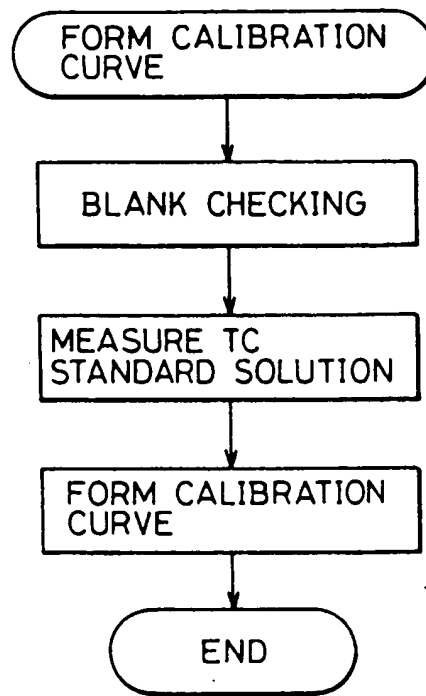 FORM CALIBRATION
CURVE
BLANK CHECKING
MEASURE TC
STANDARD SOLUTION
FORM CALIBRATION
CURVE
END